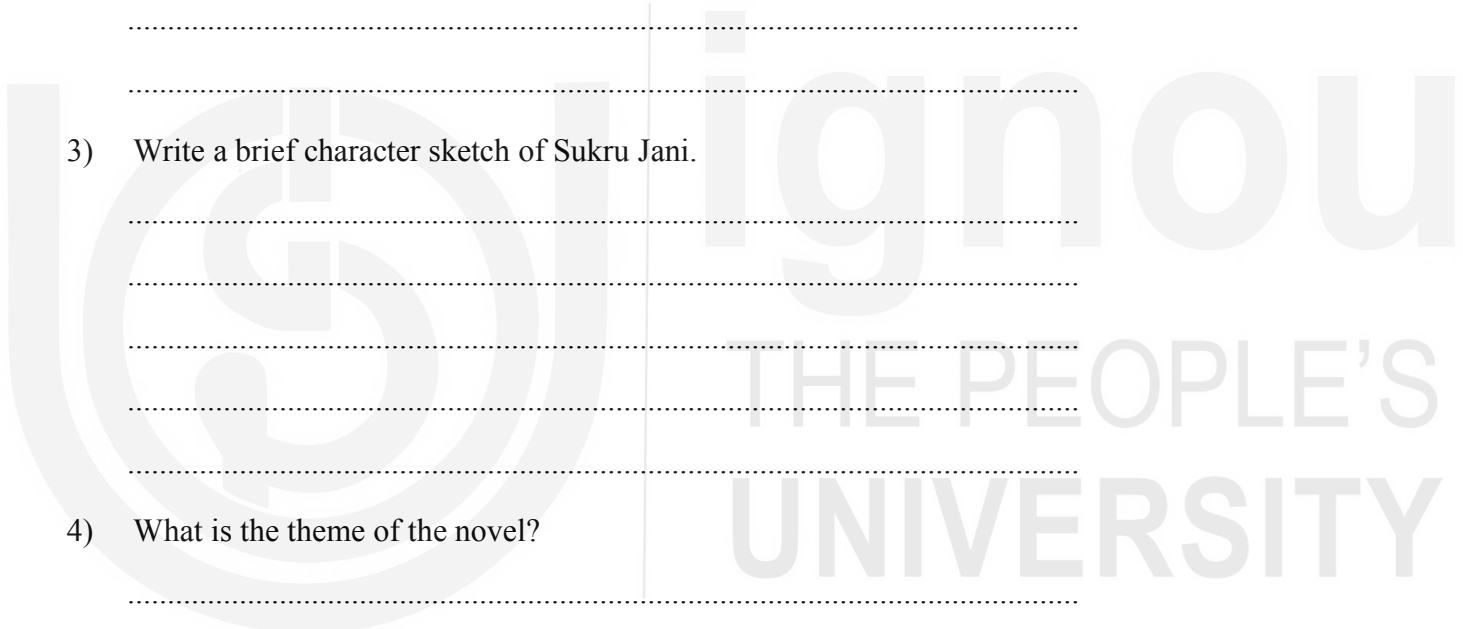 ignou
3) Write a brief character sketch of Sukru Jani.
THE PEOPLE'S
UNIVERSITY
4) What is the theme of the novel?